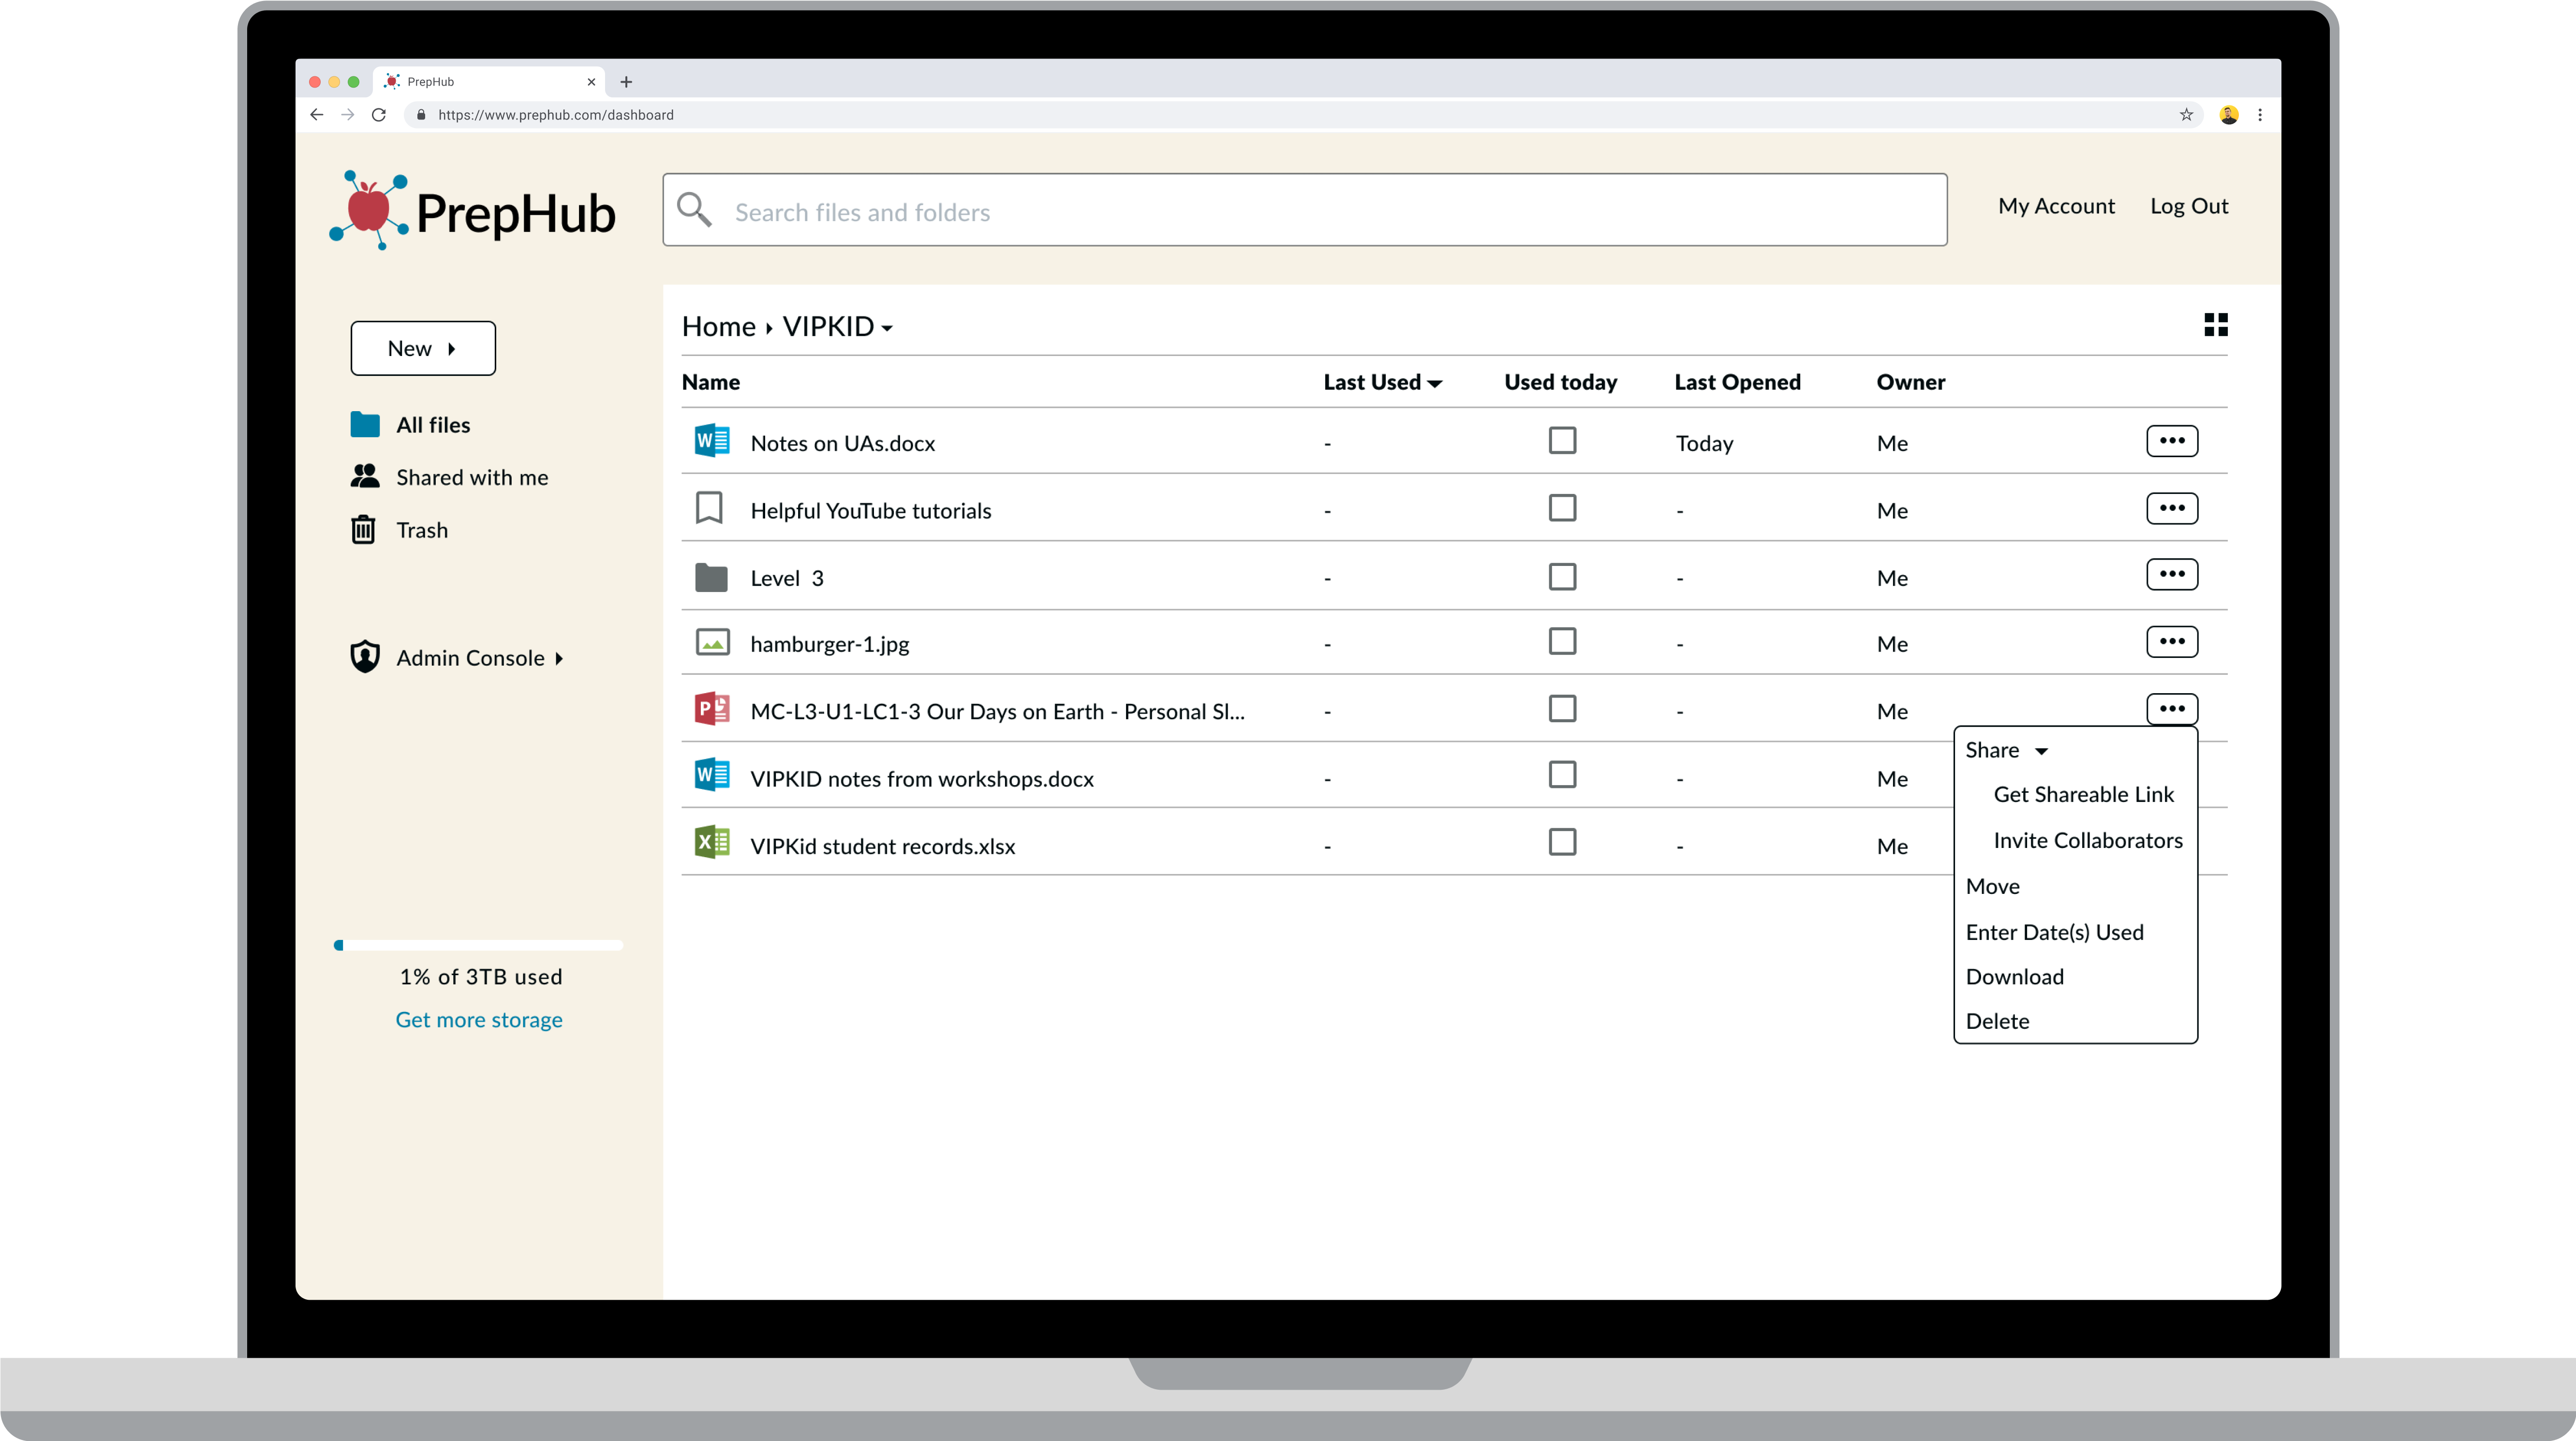 PrepHub
https://www.prephub.com/dashboard
PrepHub
Search files and folders
My Account
Log Out
New
All files
Shared with me
Trash
Admin Console
1% of 3TB used
Get more storage
Home VIPKID
Name Last Used Used today Last Opened Owner
Notes on UAs.docx - Today Me
Helpful YouTube tutorials - - Me
Level 3 - - Me
hamburger-1.jpg - - Me
MC-L3-U1-LC1-3 Our Days on Earth - Personal Sl... - - Me
VIPKID notes from workshops.docx - - Me
VIPKid student records.xlsx - - Me
Share
Get Shareable Link
Invite Collaborators
Move
Enter Date(s) Used
Download
Delete